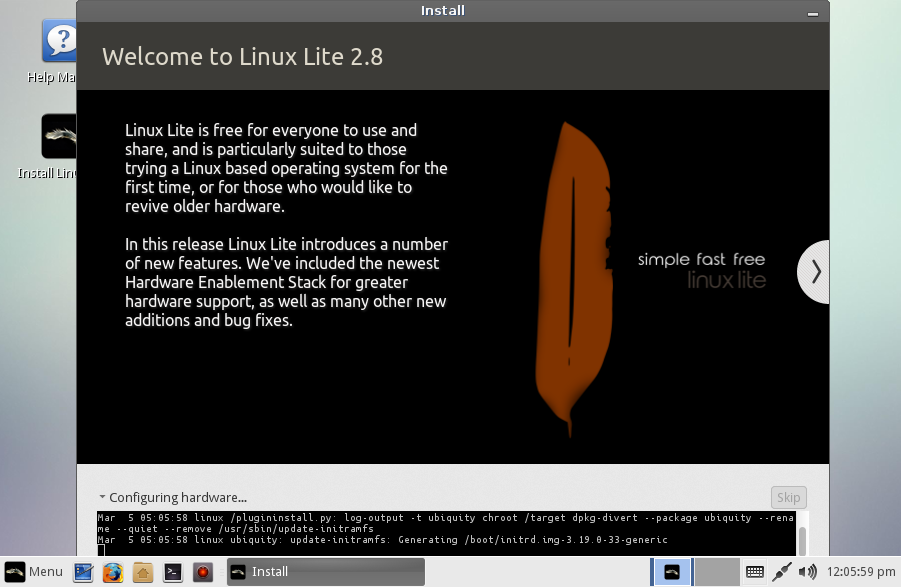 Install
Welcome to Linux Lite 2.8
Help Ma
Install Linu
Linux Lite is free for everyone to use and
share, and is particularly suited to those
trying a Linux based operating system for the
first time, or for those who would like to
revive older hardware.
In this release Linux Lite introduces a number
of new features. We've included the newest
Hardware Enablement Stack for greater
hardware support, as well as many other new
additions and bug fixes.
simple fast free
linux lite
Configuring hardware...
Skip
Mar  5 05:05:58 linux /plugininstall.py: log-output -t ubiquity chroot /target dpkg-divert --package ubiquity --rena
me --quiet --remove /usr/sbin/update-initramfs
Mar  5 05:05:58 linux ubiquity: update-initramfs: Generating /boot/initrd.img-3.19.0-33-generic
Menu
Install
12:05:59 pm